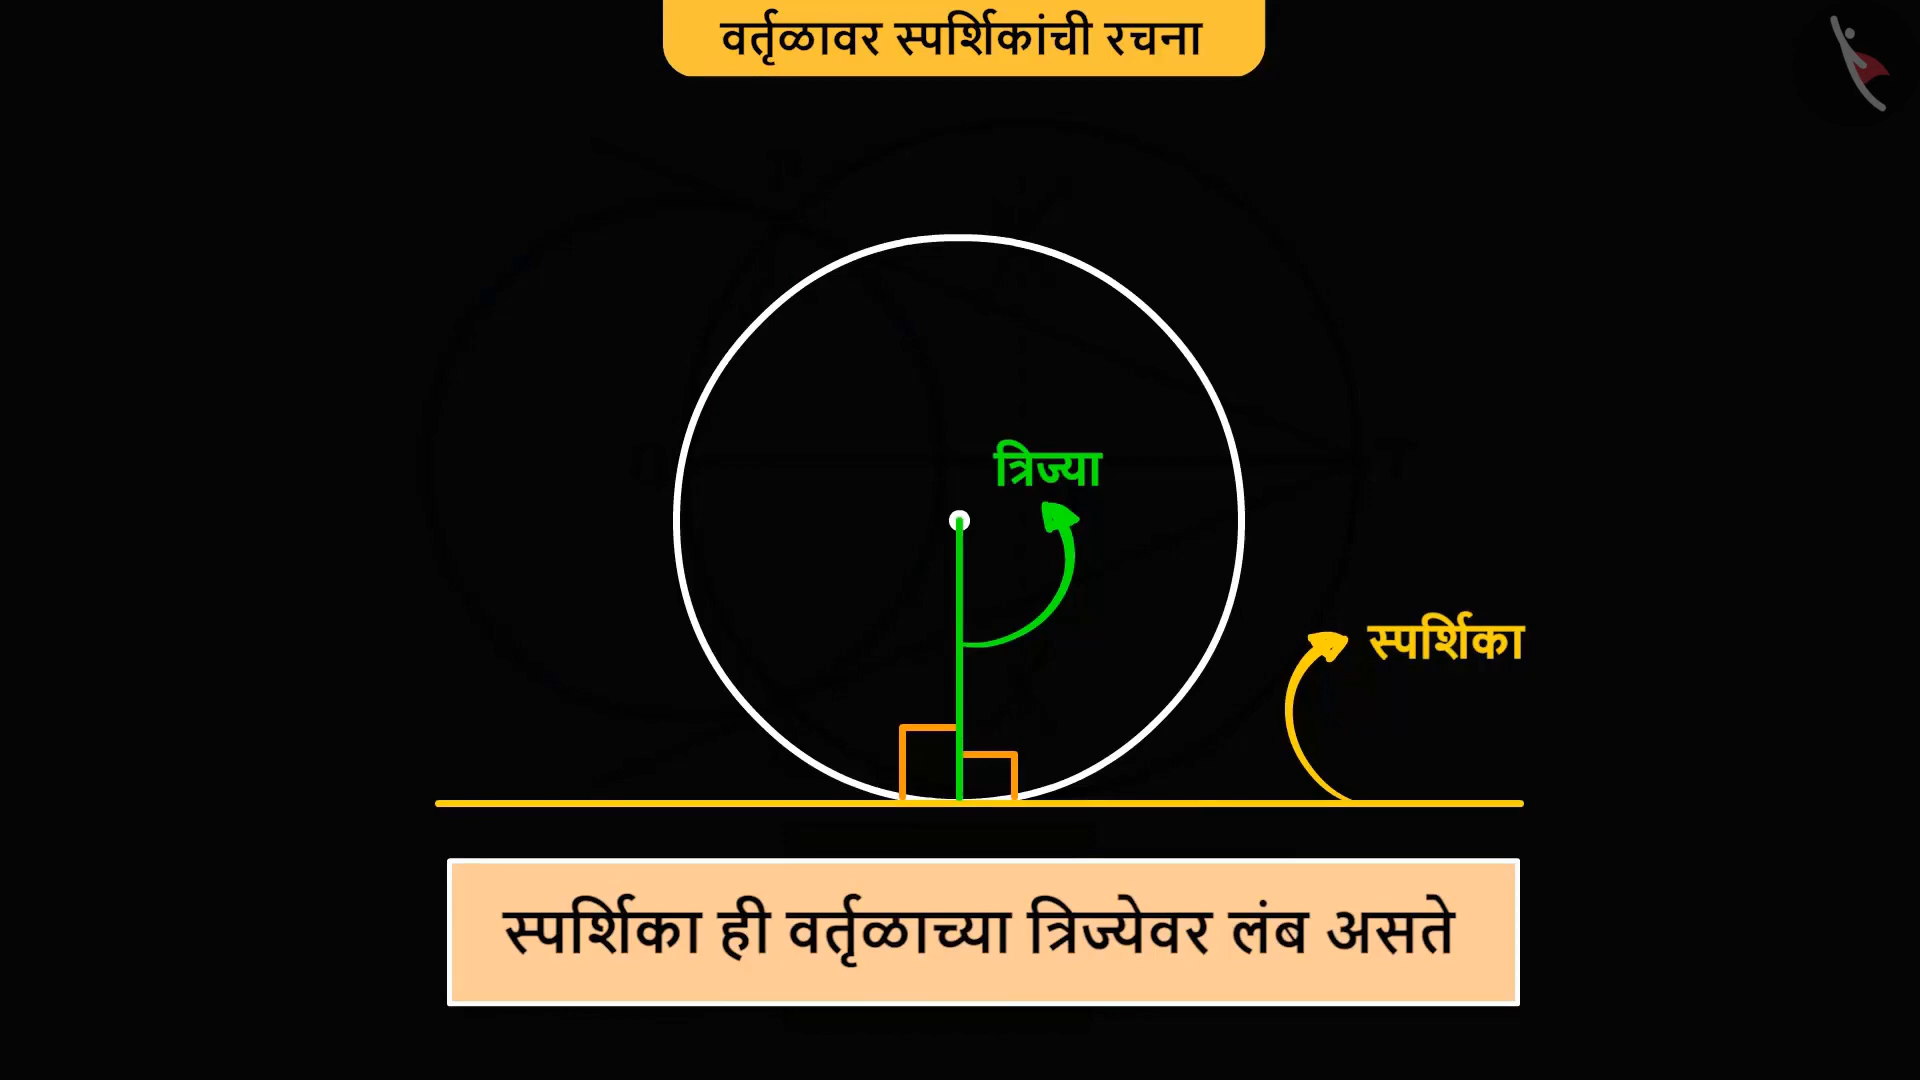 वर्तृळावर स्पर्शिकांची रचना
त्रिज्या
स्पर्शिका
स्पर्शिका ही वर्तृळाच्या त्रिज्येवर लंब असते